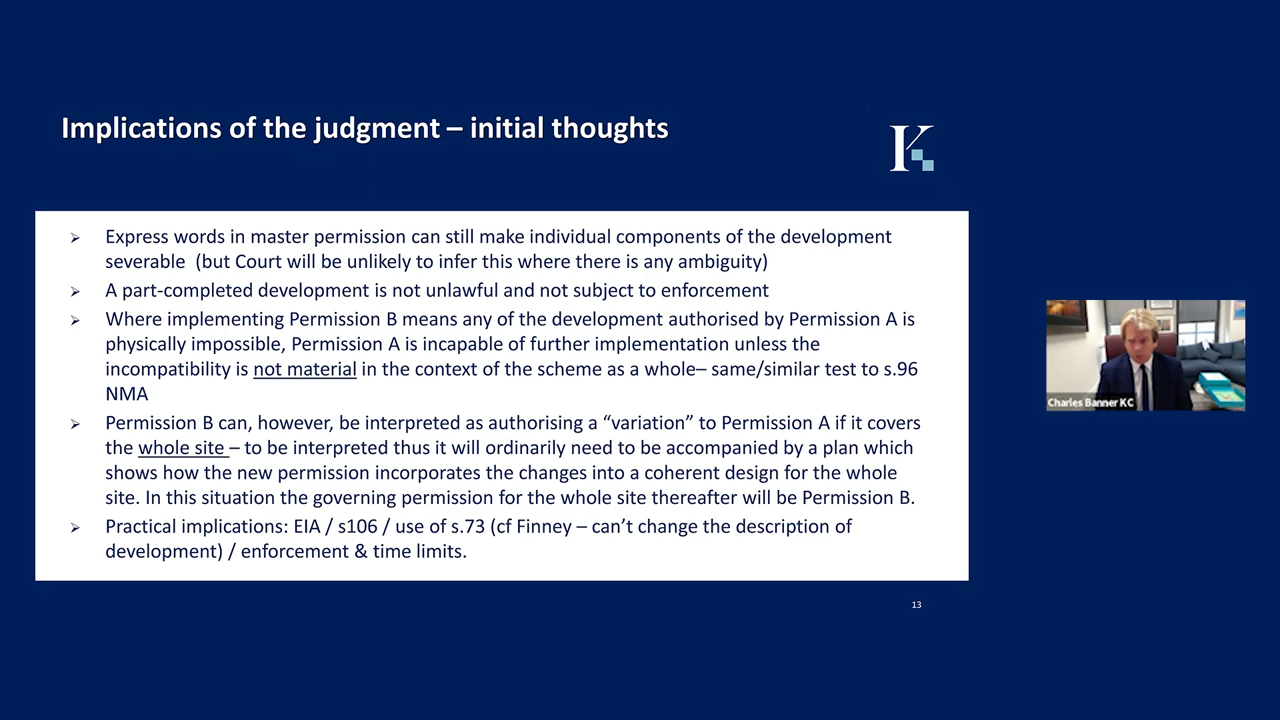 Implications of the judgment – initial thoughts
K
➢ Express words in master permission can still make individual components of the development
severable (but Court will be unlikely to infer this where there is any ambiguity)
➢ A part-completed development is not unlawful and not subject to enforcement
➢ Where implementing Permission B means any of the development authorised by Permission A is
physically impossible, Permission A is incapable of further implementation unless the
incompatibility is not material in the context of the scheme as a whole– same/similar test to s.96
NMA
➢ Permission B can, however, be interpreted as authorising a “variation” to Permission A if it covers
the whole site – to be interpreted thus it will ordinarily need to be accompanied by a plan which
shows how the new permission incorporates the changes into a coherent design for the whole
site. In this situation the governing permission for the whole site thereafter will be Permission B.
➢ Practical implications: EIA / s106 / use of s.73 (cf Finney – can’t change the description of
development) / enforcement & time limits.
13
Charles Banner KC